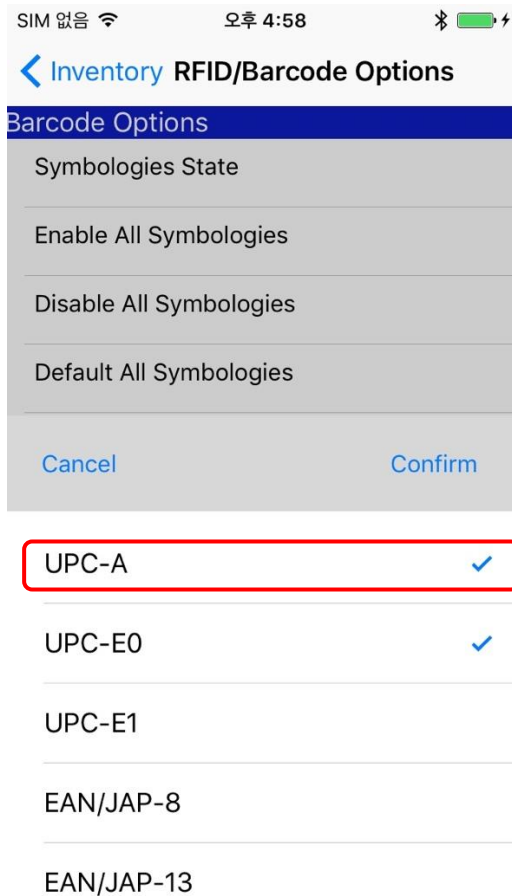 SIM 없음 오후 4:58
Inventory RFID/Barcode Options
Barcode Options
Symbologies State
Enable All Symbologies
Disable All Symbologies
Default All Symbologies
Cancel Confirm
UPC-A
UPC-E0
UPC-E1
EAN/JAP-8
EAN/JAP-13